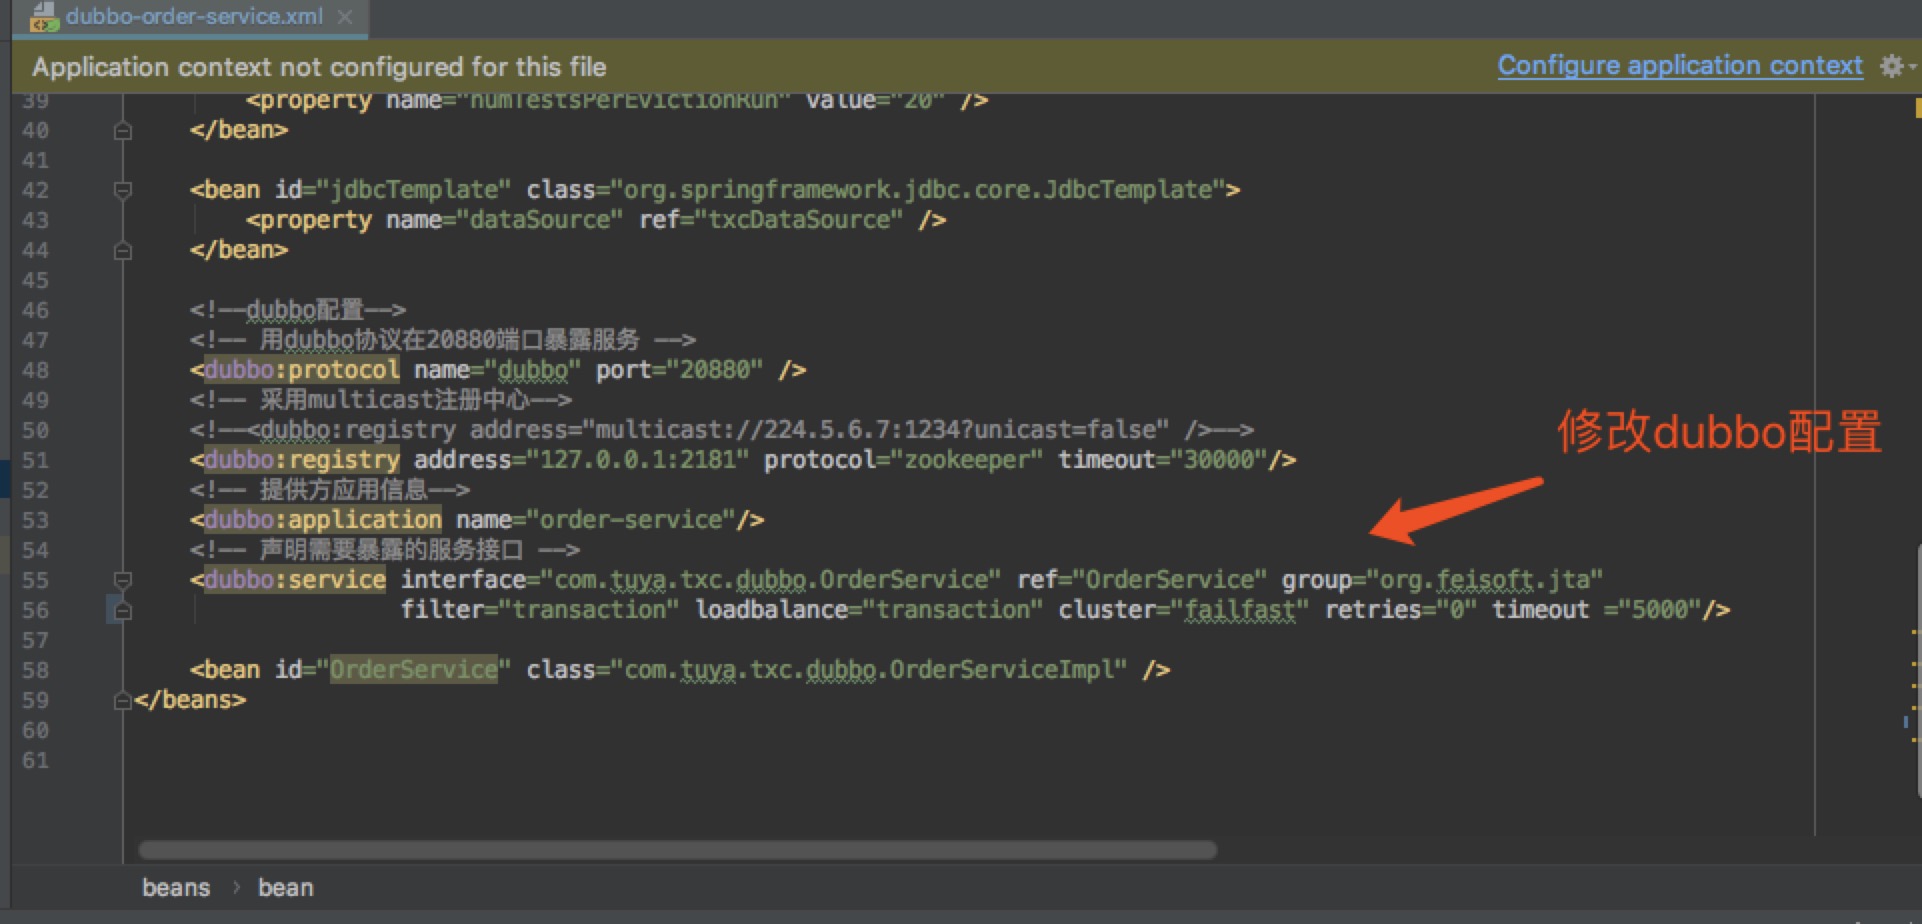 dubbo-order-service.xml
Application context not configured for this file
Configure application context
39 <property name="numTestsPerEvictionRun" value="20" />
40 </bean>
41
42 <bean id="jdbcTemplate" class="org.springframework.jdbc.core.JdbcTemplate">
43 <property name="dataSource" ref="txcDataSource" />
44 </bean>
45
46 <!--dubbo配置-->
47 <!-- 用dubbo协议在20880端口暴露服务 -->
48 <dubbo:protocol name="dubbo" port="20880" />
49 <!-- 采用multicast注册中心-->
50 <!--<dubbo:registry address="multicast://224.5.6.7:1234?unicast=false" />-->
修改dubbo配置
51 <dubbo:registry address="127.0.0.1:2181" protocol="zookeeper" timeout="30000"/>
52 <!-- 提供方应用信息-->
53 <dubbo:application name="order-service"/>
54 <!-- 声明需要暴露的服务接口 -->
55 <dubbo:service interface="com.tuya.txc.dubbo.OrderService" ref="OrderService" group="org.feisoft.jta"
56 filter="transaction" loadbalance="transaction" cluster="failfast" retries="0" timeout ="5000"/>
57
58 <bean id="OrderService" class="com.tuya.txc.dubbo.OrderServiceImpl" />
59 </beans>
60
61
beans › bean